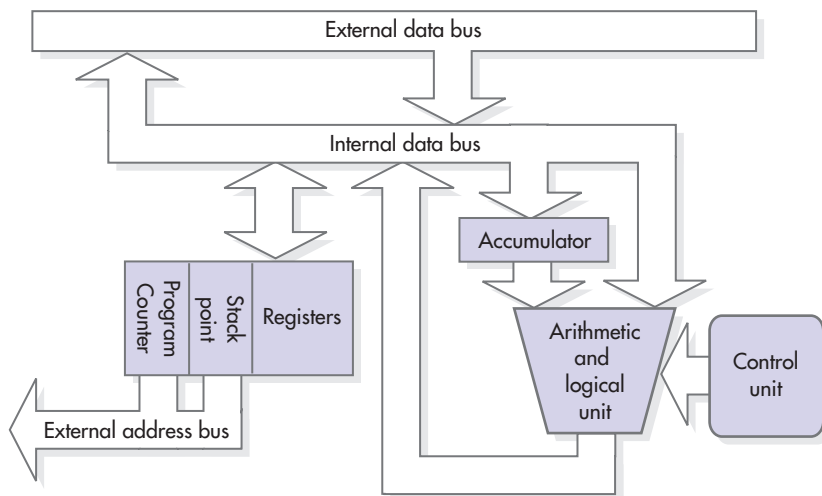 External data bus
Internal data bus
Accumulator
Program
Counter
Stack
point
Registers
Arithmetic
and
logical
unit
Control
unit
External address bus